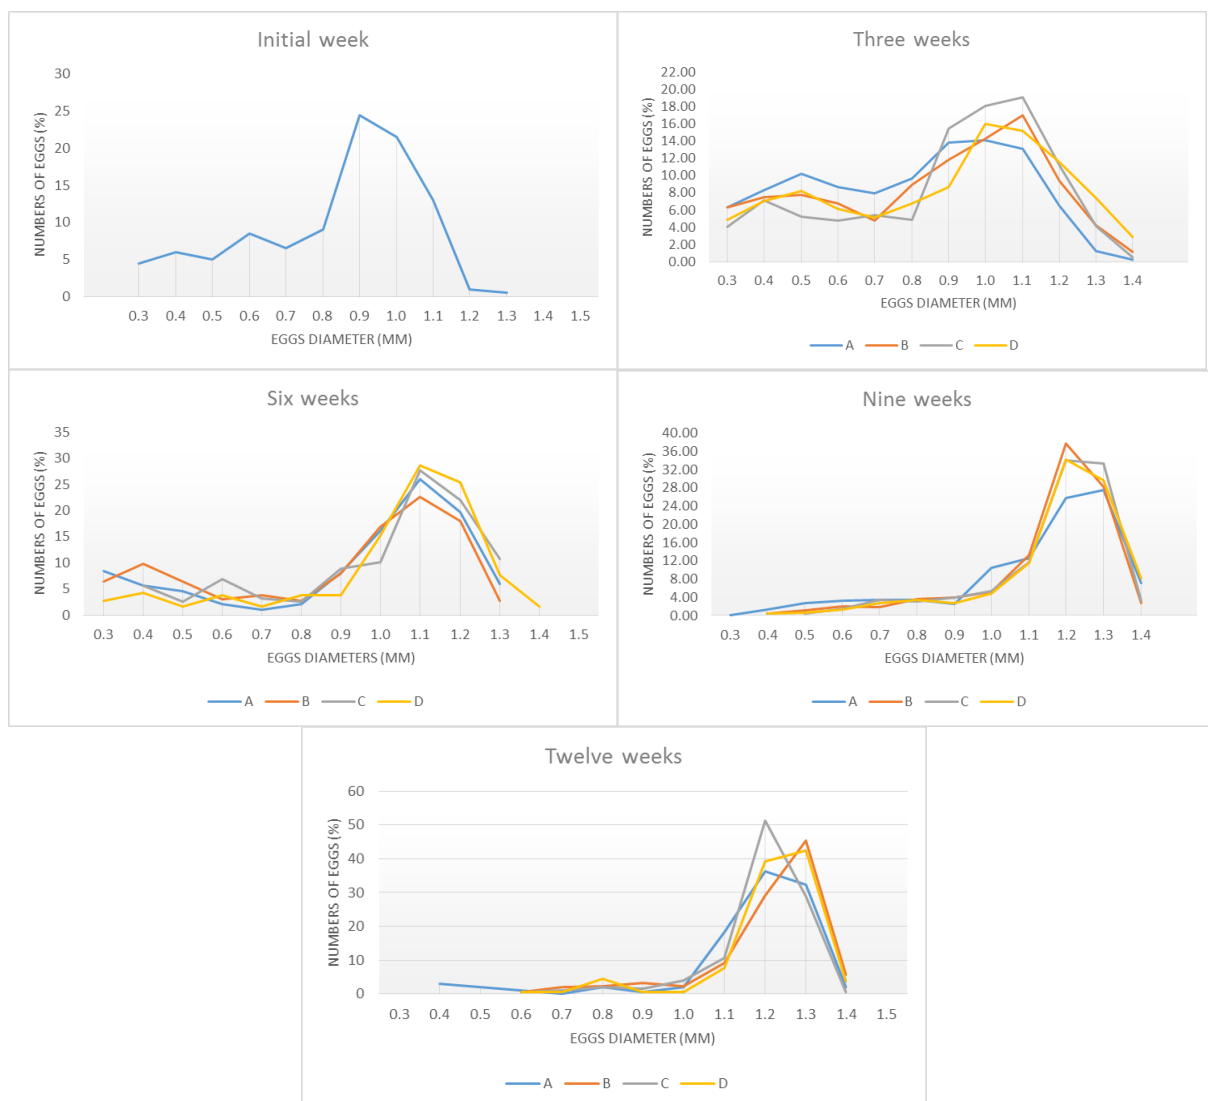 Initial week
NUMBERS OF EGGS (%)
30
25
20
15
10
5
0
0.3 0.4 0.5 0.6 0.7 0.8 0.9 1.0 1.1 1.2 1.3 1.4 1.5
EGGS DIAMETER (MM)
Three weeks
NUMBERS OF EGGS (%)
22.00
20.00
18.00
16.00
14.00
12.00
10.00
8.00
6.00
4.00
2.00
0.00
0.3 0.4 0.5 0.6 0.7 0.8 0.9 1.0 1.1 1.2 1.3 1.4
EGGS DIAMETER (MM)
A B C D
Six weeks
NUMBERS OF EGGS (%)
35
30
25
20
15
10
5
0
0.3 0.4 0.5 0.6 0.7 0.8 0.9 1.0 1.1 1.2 1.3 1.4 1.5
EGGS DIAMETERS (MM)
A B C D
Nine weeks
NUMBERS OF EGGS (%)
40.00
36.00
32.00
28.00
24.00
20.00
16.00
12.00
8.00
4.00
0.00
0.3 0.4 0.5 0.6 0.7 0.8 0.9 1.0 1.1 1.2 1.3 1.4
EGGS DIAMETER (MM)
A B C D
Twelve weeks
NUMBERS OF EGGS (%)
60
50
40
30
20
10
0
0.3 0.4 0.5 0.6 0.7 0.8 0.9 1.0 1.1 1.2 1.3 1.4 1.5
EGGS DIAMETER (MM)
A B C D